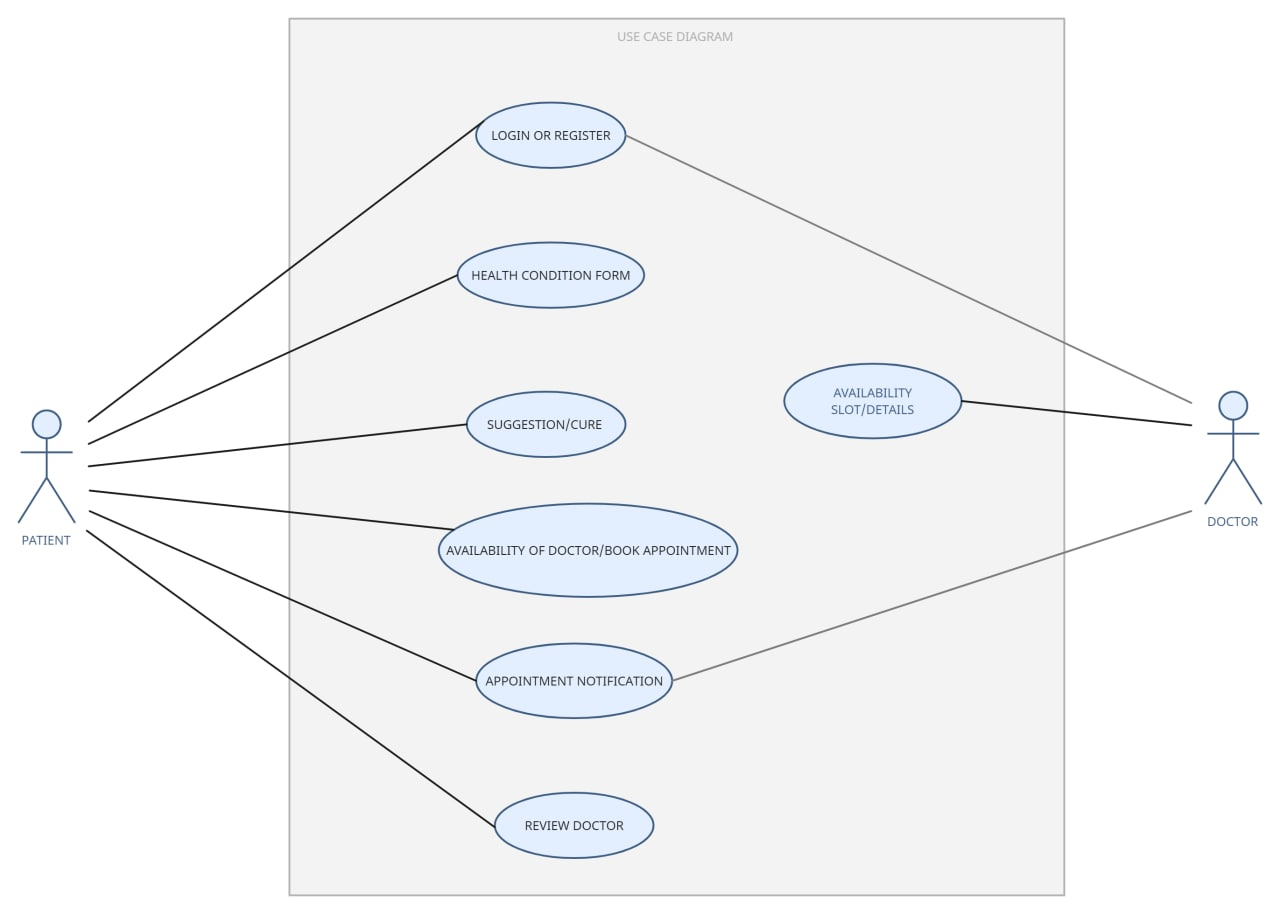 USE CASE DIAGRAM
LOGIN OR REGISTER
HEALTH CONDITION FORM
AVAILABILITY
SLOT/DETAILS
SUGGESTION/CURE
PATIENT
DOCTOR
AVAILABILITY OF DOCTOR/BOOK APPOINTMENT
APPOINTMENT NOTIFICATION
REVIEW DOCTOR